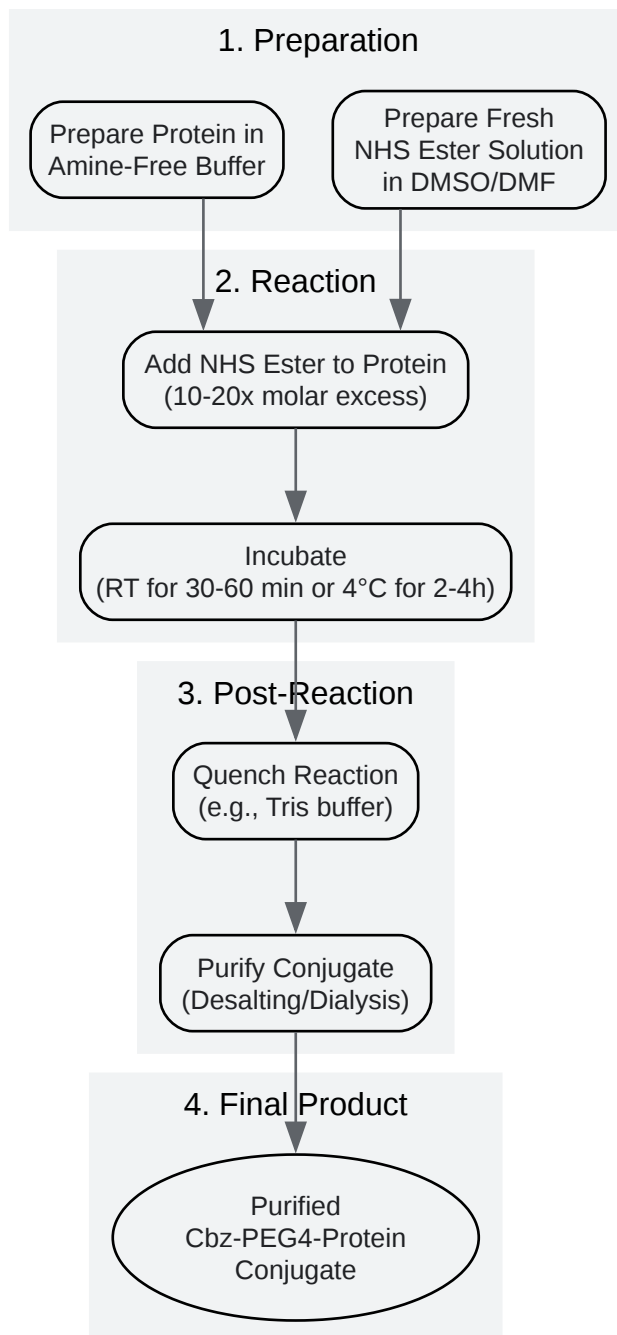 1. Preparation
Prepare Protein in
Amine-Free Buffer
Prepare Fresh
NHS Ester Solution
in DMSO/DMF
2. Reaction
Add NHS Ester to Protein
(10-20x molar excess)
Incubate
(RT for 30-60 min or 4°C for 2-4h)
3. Post-Reaction
Quench Reaction
(e.g., Tris buffer)
Purify Conjugate
(Desalting/Dialysis)
4. Final Product
Purified
Cbz-PEG4-Protein
Conjugate